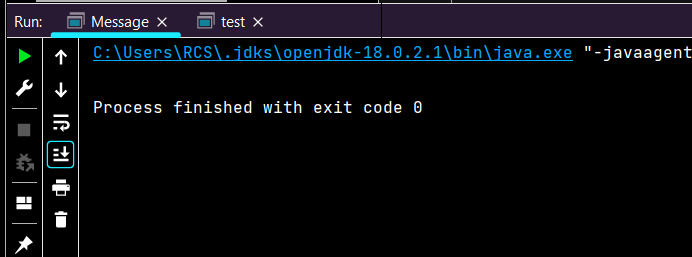 Run: Message × test ×
C:\Users\RCS\.jdks\openjdk-18.0.2.1\bin\java.exe "-javaagent
Process finished with exit code 0